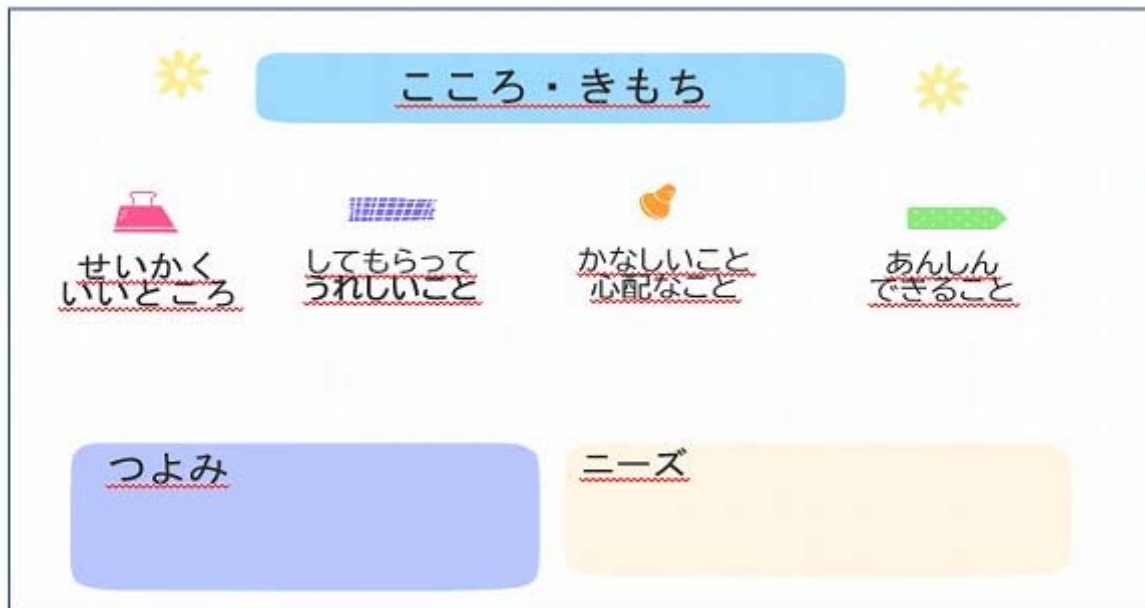 こころ・きもち
せいかく
いいところ
してもらって
うれしいこと
かなしいこと
心配なこと
あんしん
できること
つよみ
ニーズ